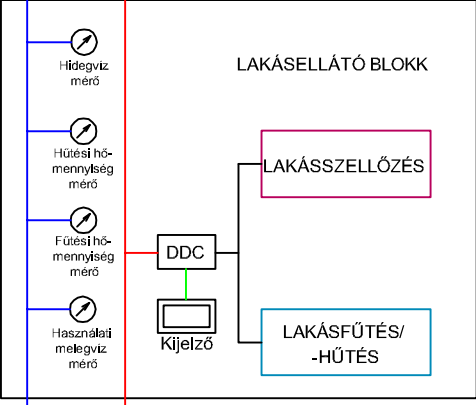 Hidegvíz
mérő
LAKÁSELLÁTÓ BLOKK
Hűtési hő-
mennyiség
mérő
LAKÁSSZELLŐZÉS
Fűtési hő-
mennyiség
mérő
DDC
Használati
melegvíz
mérő
Kijelző
LAKÁSFŰTÉS/
-HŰTÉS